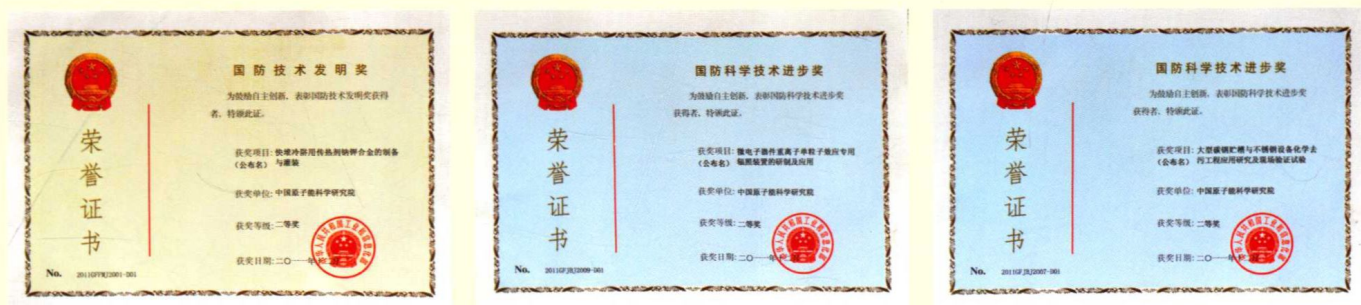 国防技术发明奖
为鼓励自主创新、表彰国防技术发明奖获得
者,特颁此证。
获奖项目:快堆冷阱用传热剂钠钾合金的制备
(公布名) 与灌装
获奖单位:中国原子能科学研究院
获奖等级:二等奖
获奖日期:二〇一一年
荣誉证书
No. 2011GFFMJ2001-D01
国防科学技术进步奖
为鼓励自主创新、表彰国防科学技术进步奖
获得者,特颁此证。
获奖项目:微电子器件重离子单粒子效应专用
(公布名) 辐照装置的研制及应用
获奖单位:中国原子能科学研究院
获奖等级:二等奖
获奖日期:二〇一一年
荣誉证书
No. 2011GFJBJ2009-D01
国防科学技术进步奖
为鼓励自主创新、表彰国防科学技术进步奖
获得者,特颁此证。
获奖项目:大型碳钢贮槽与不锈钢设备化学去
(公布名) 污工程应用研究及现场验证试验
获奖单位:中国原子能科学研究院
获奖等级:二等奖
获奖日期:二〇一一年
荣誉证书
No. 2011GFJBJ2007-D01